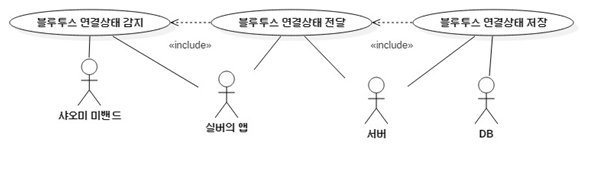 블루투스 연결상태 감지
블루투스 연결상태 전달
블루투스 연결상태 저장
«include»
«include»
샤오미 미밴드
실버의 앱
서버
DB